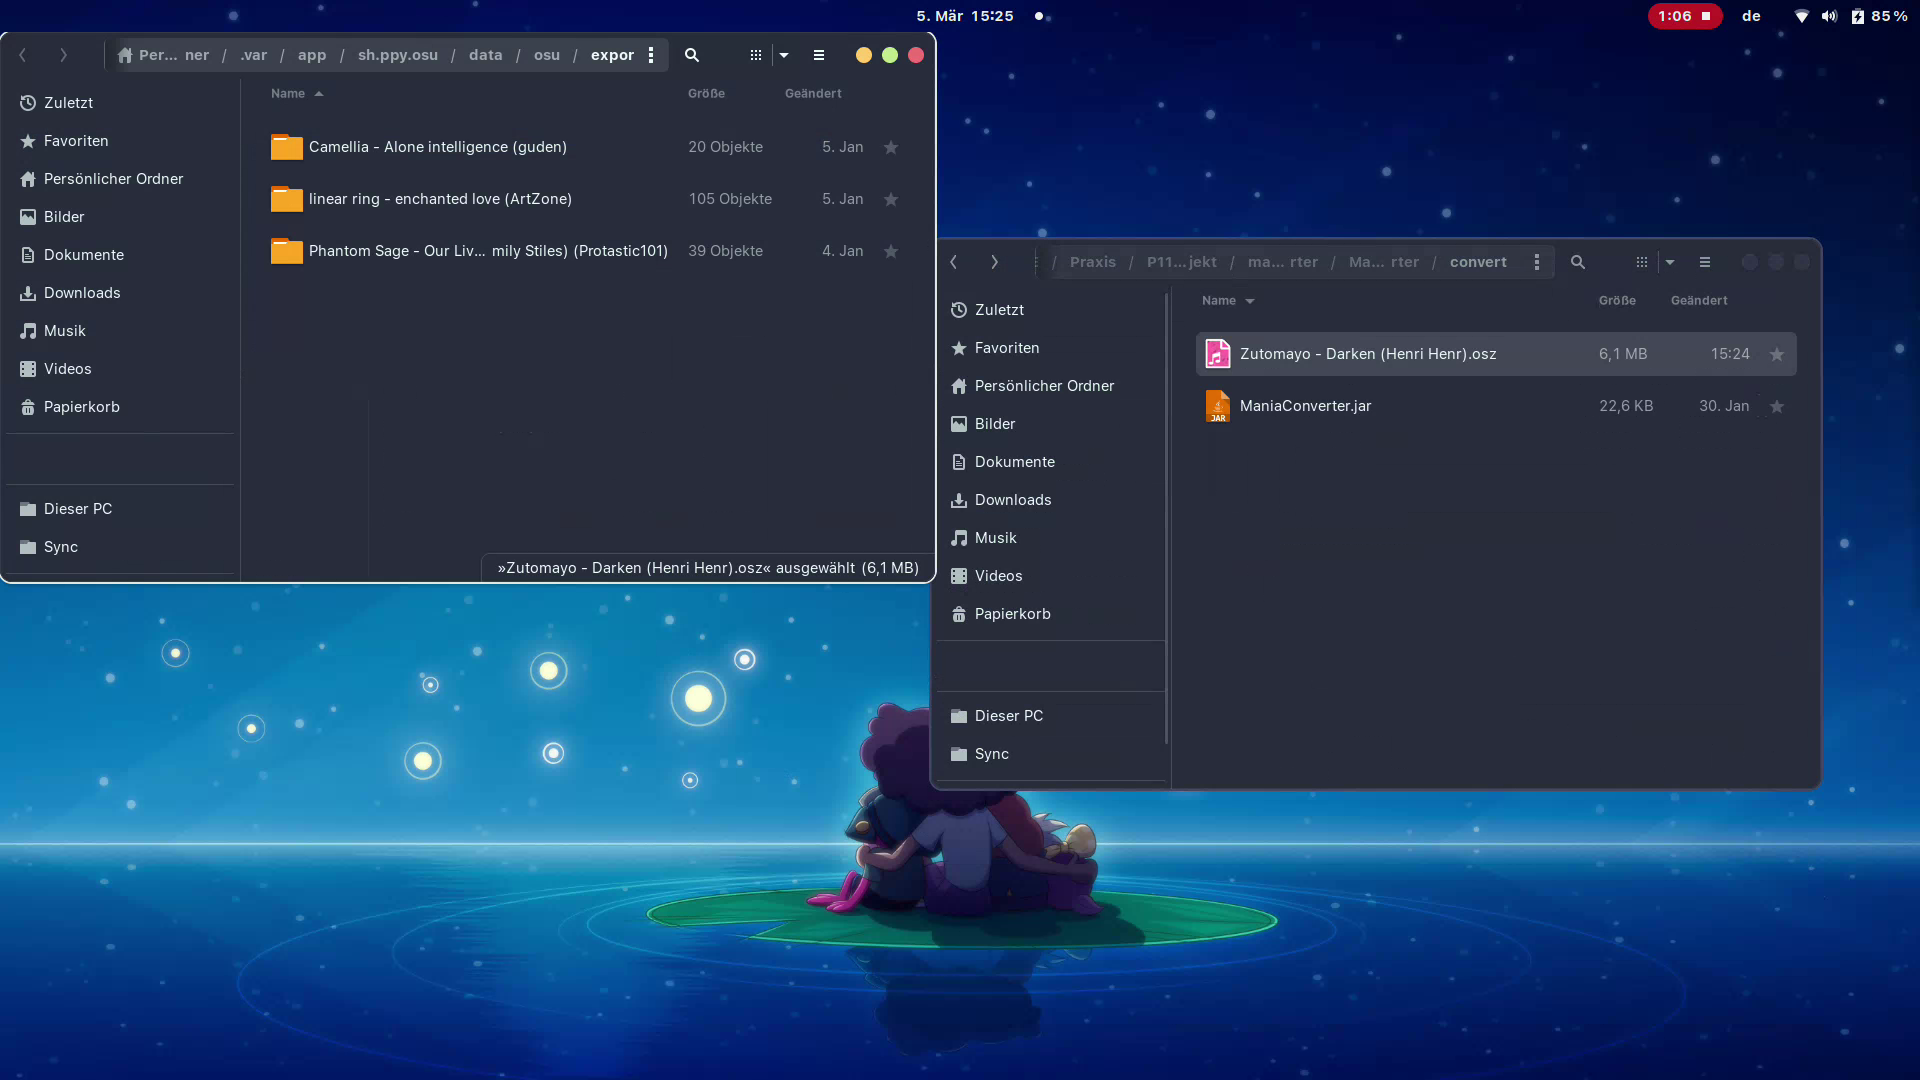 5. Mär 15:25
1:06
de
85 %
Per... ner / .var / app / sh.ppy.osu / data / osu / expor
Name Größe Geändert
Zuletzt
Favoriten
Persönlicher Ordner
Bilder
Dokumente
Downloads
Musik
Videos
Papierkorb
Dieser PC
Sync
Camellia - Alone intelligence (guden) 20 Objekte 5. Jan
linear ring - enchanted love (ArtZone) 105 Objekte 5. Jan
Phantom Sage - Our Liv... mily Stiles) (Protastic101) 39 Objekte 4. Jan
»Zutomayo - Darken (Henri Henr).osz« ausgewählt (6,1 MB)
/ Praxis / P11...jekt / ma... rter / Ma... rter / convert
Name Größe Geändert
Zuletzt
Favoriten
Persönlicher Ordner
Bilder
Dokumente
Downloads
Musik
Videos
Papierkorb
Dieser PC
Sync
Zutomayo - Darken (Henri Henr).osz 6,1 MB 15:24
JAR
ManiaConverter.jar 22,6 KB 30. Jan